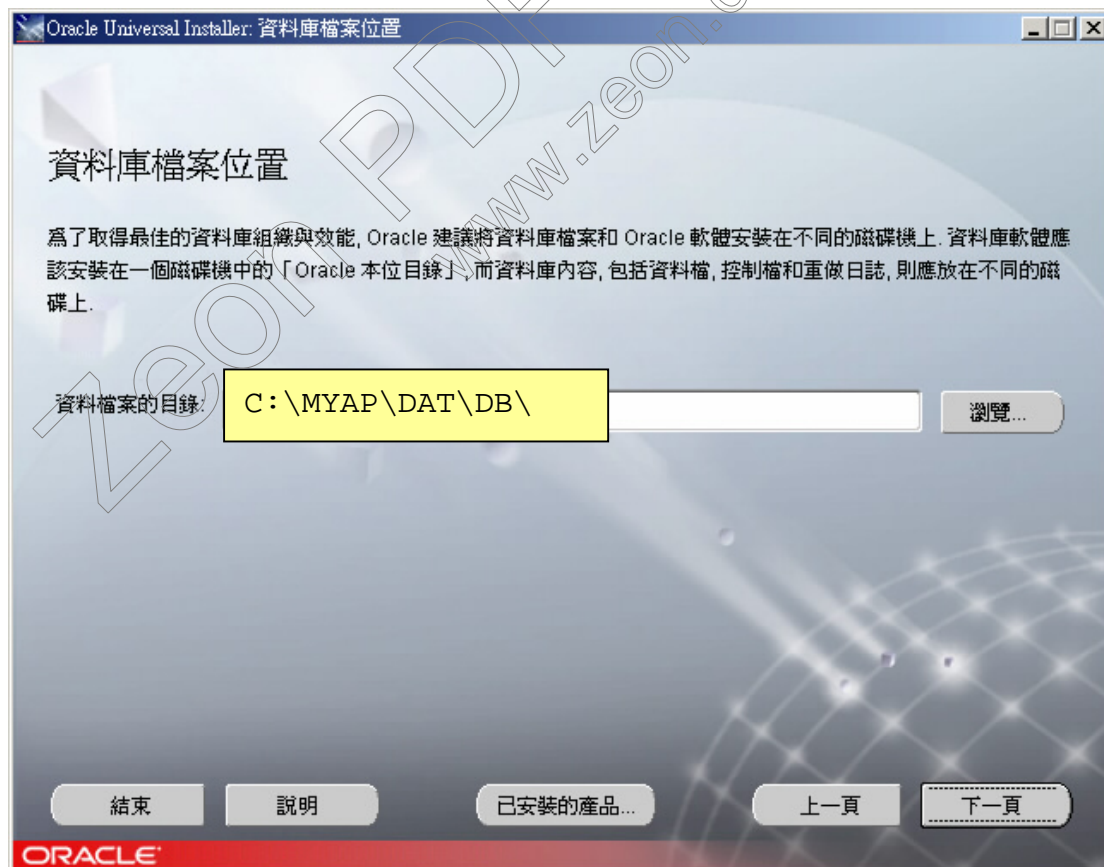 Oracle Universal Installer: 資料庫檔案位置
資料庫檔案位置
為了取得最佳的資料庫組織與效能, Oracle 建議將資料庫檔案和 Oracle 軟體安裝在不同的磁碟機上. 資料庫軟體應
該安裝在一個磁碟機中的「Oracle 本位目錄」, 而資料庫內容, 包括資料檔, 控制檔和重做日誌, 則應放在不同的磁
碟上.
資料檔案的目錄: C:\MYAP\DAT\DB\ 瀏覽...
結束 說明 已安裝的產品... 上一頁 下一頁
ORACLE
Zeon PDF
www.zeon.